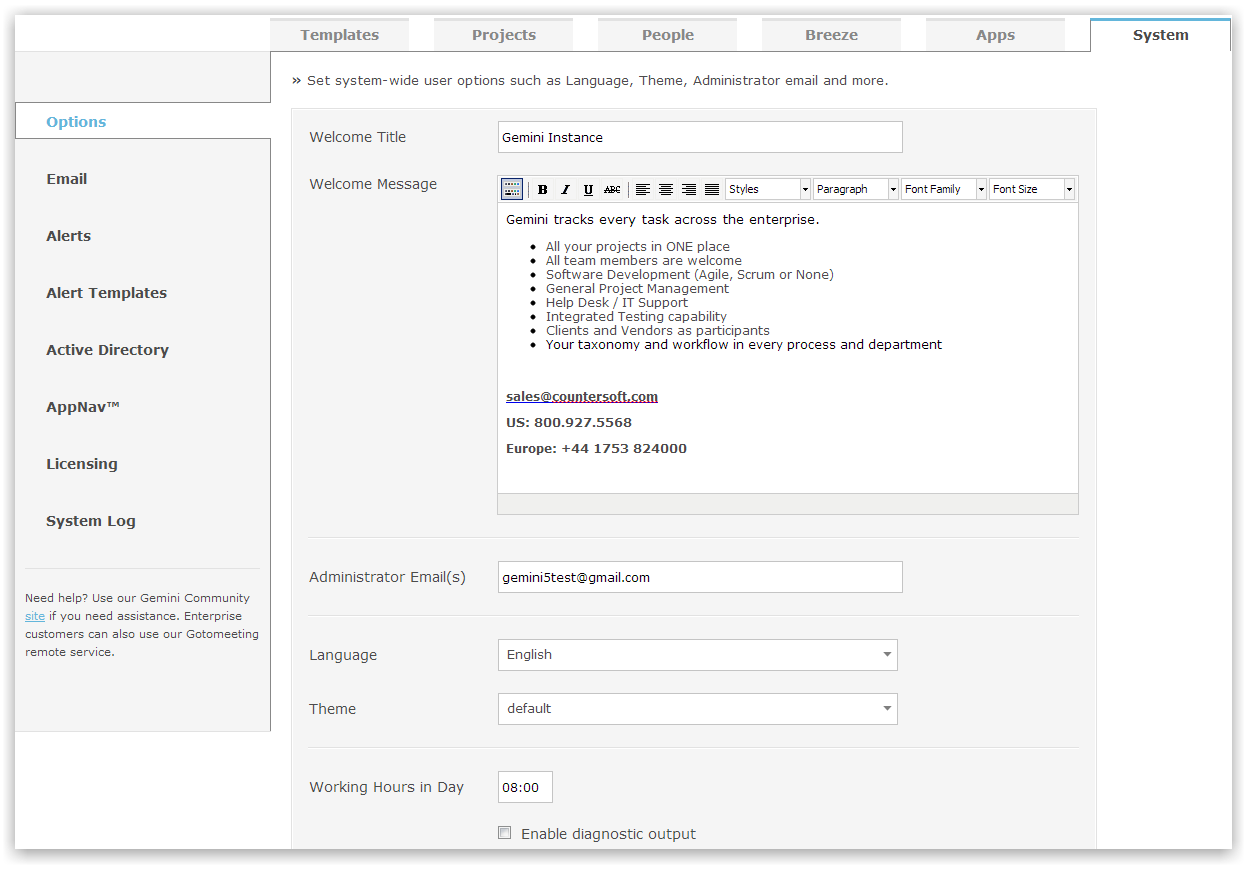 Templates
Projects
People
Breeze
Apps
System
» Set system-wide user options such as Language, Theme, Administrator email and more.
Options
Email
Alerts
Alert Templates
Active Directory
AppNav™
Licensing
System Log
Need help? Use our Gemini Community
site if you need assistance. Enterprise
customers can also use our Gotomeeting
remote service.
Welcome Title
Gemini Instance
Welcome Message
B I U ABC Styles Paragraph Font Family Font Size
Gemini tracks every task across the enterprise.
• All your projects in ONE place
• All team members are welcome
• Software Development (Agile, Scrum or None)
• General Project Management
• Help Desk / IT Support
• Integrated Testing capability
• Clients and Vendors as participants
• Your taxonomy and workflow in every process and department
sales@countersoft.com
US: 800.927.5568
Europe: +44 1753 824000
Administrator Email(s)
gemini5test@gmail.com
Language
English
Theme
default
Working Hours in Day
08:00
Enable diagnostic output